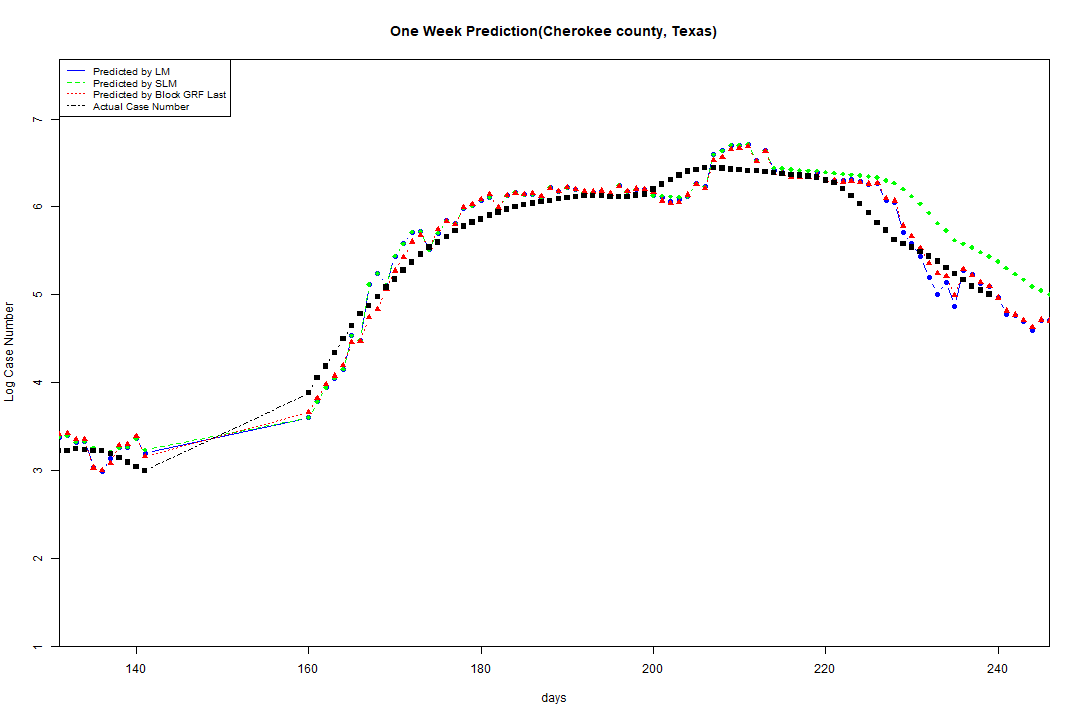 One Week Prediction(Cherokee county, Texas)
Predicted by LM
Predicted by SLM
Predicted by Block GRF Last
Actual Case Number
7
6
5
4
3
2
1
Log Case Number
140 160 180 200 220 240
days